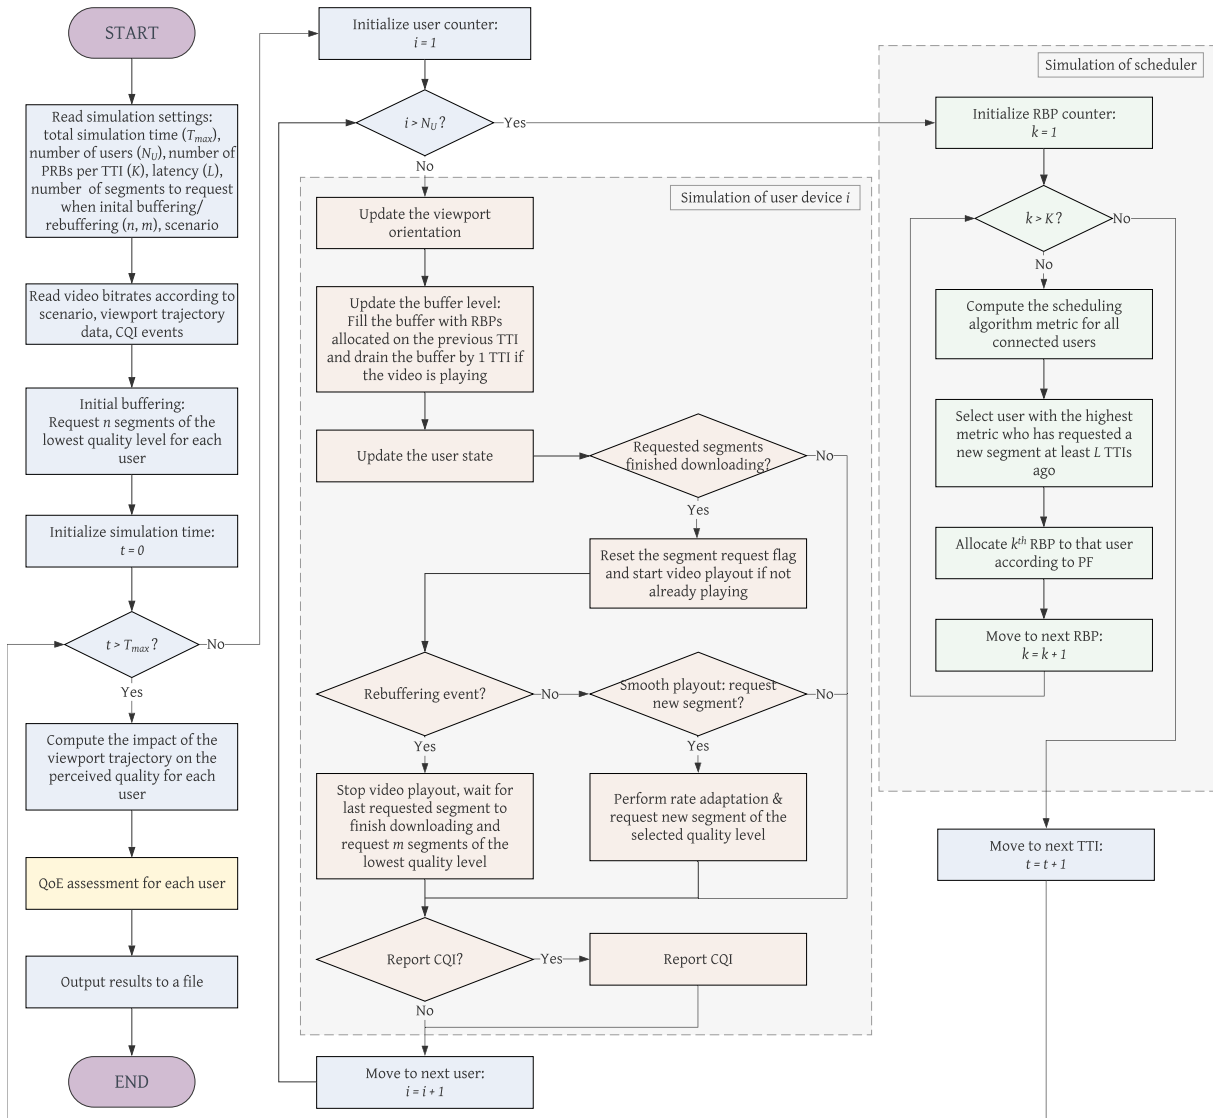 START
Read simulation settings:
total simulation time (Tmax),
number of users (NU), number of
PRBs per TTI (K), latency (L),
number of segments to request
when inital buffering/
rebuffering (n, m), scenario
Read video bitrates according to
scenario, viewport trajectory
data, CQI events
Initial buffering:
Request n segments of the
lowest quality level for each
user
Initialize simulation time:
t = 0
t > Tmax ?
No
Yes
Compute the impact of the
viewport trajectory on the
perceived quality for each
user
QoE assessment for each user
Output results to a file
END
Initialize user counter:
i = 1
i > NU ?
Yes
No
Simulation of user device i
Update the viewport
orientation
Update the buffer level:
Fill the buffer with RBPs
allocated on the previous TTI
and drain the buffer by 1 TTI if
the video is playing
Update the user state
Requested segments
finished downloading?
No
Yes
Reset the segment request flag
and start video playout if not
already playing
Rebuffering event?
No
Smooth playout: request
new segment?
No
Yes
Yes
Stop video playout, wait for
last requested segment to
finish downloading and
request m segments of the
lowest quality level
Perform rate adaptation &
request new segment of the
selected quality level
Report CQI?
Yes
Report CQI
No
Move to next user:
i = i + 1
Simulation of scheduler
Initialize RBP counter:
k = 1
k > K ?
No
No
Compute the scheduling
algorithm metric for all
connected users
Select user with the highest
metric who has requested a
new segment at least L TTIs
ago
Allocate kth RBP to that user
according to PF
Move to next RBP:
k = k + 1
Move to next TTI:
t = t + 1